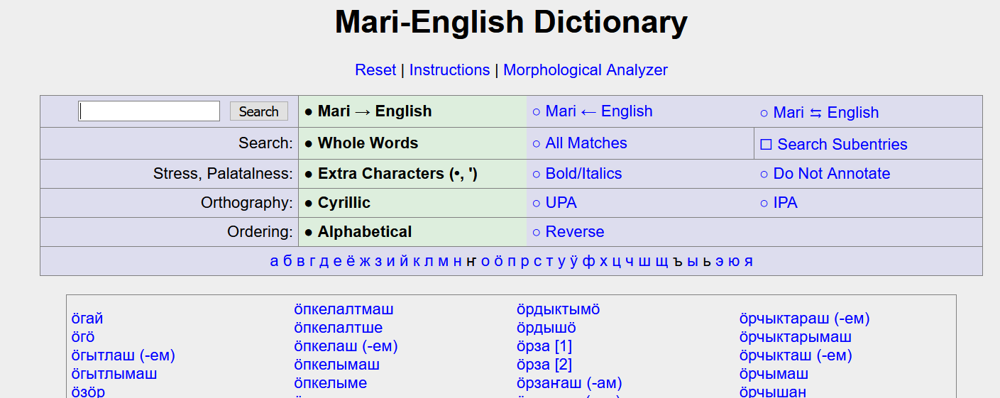 Mari-English Dictionary
Reset | Instructions | Morphological Analyzer
Search ● Mari → English ○ Mari ← English ○ Mari ⇆ English
Search: ● Whole Words ○ All Matches ☐ Search Subentries
Stress, Palatalness: ● Extra Characters (•, ') ○ Bold/Italics ○ Do Not Annotate
Orthography: ● Cyrillic ○ UPA ○ IPA
Ordering: ● Alphabetical ○ Reverse
а б в г д е ё ж з и й к л м н ҥ о ӧ п р с т у ӱ ф х ц ч ш щ ъ ы ь э ю я
ӧгай
ӧгӧ
ӧгытлаш (-ем)
ӧгытлымаш
ӧзӧр
ӧпкелалтмаш
ӧпкелалтше
ӧпкелаш (-ем)
ӧпкелымаш
ӧпкелыме
ӧрдыктымӧ
ӧрдышӧ
ӧрза [1]
ӧрза [2]
ӧрзаҥаш (-ам)
ӧрчыктараш (-ем)
ӧрчыктарымаш
ӧрчыкташ (-ем)
ӧрчымаш
ӧрчышан